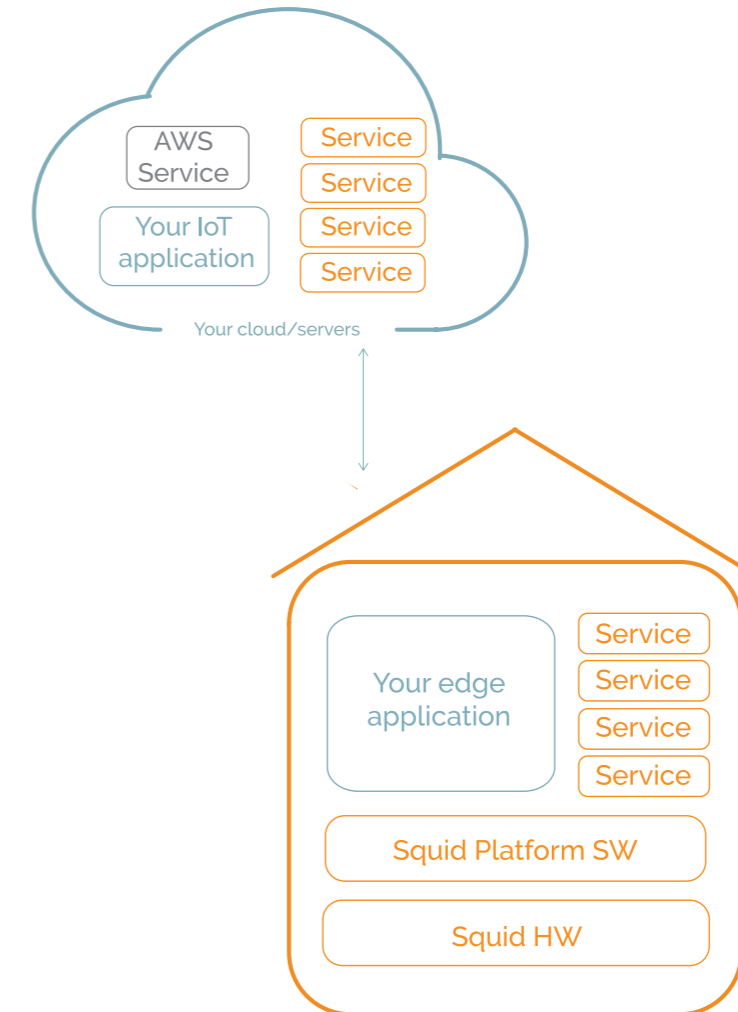 AWS
Service
Your IoT
application
Service
Service
Service
Service
Your cloud/servers
Your edge
application
Service
Service
Service
Service
Squid Platform SW
Squid HW